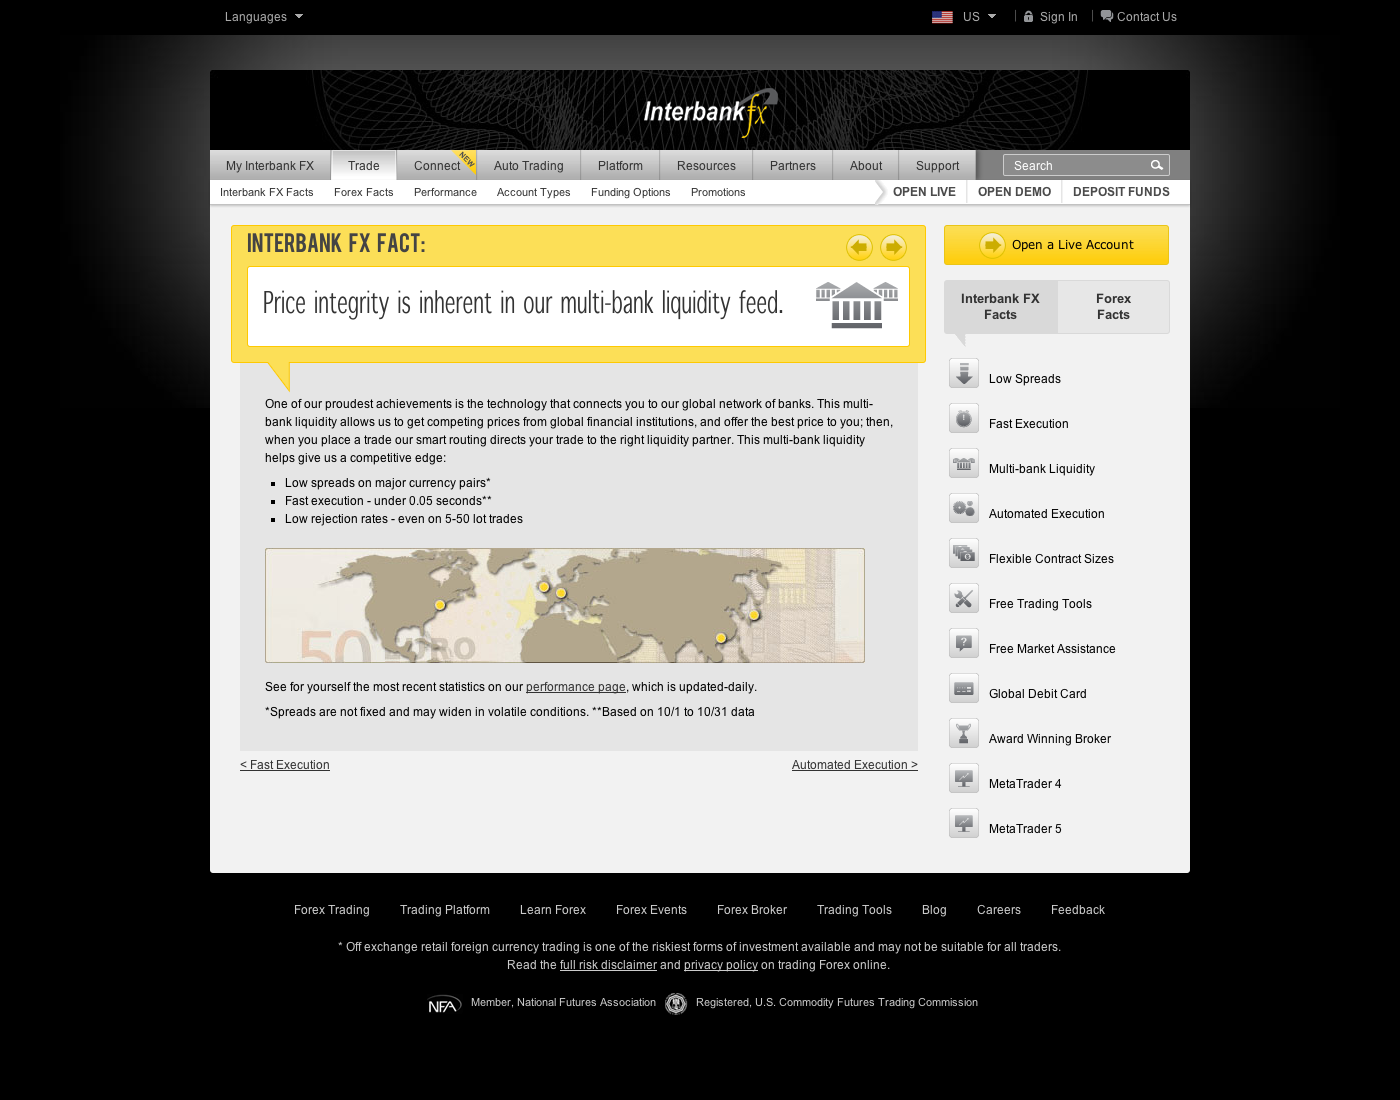 Languages
US
Sign In
Contact Us
Interbankfx
My Interbank FX
Trade
Connect
NEW
Auto Trading
Platform
Resources
Partners
About
Support
Search
Interbank FX Facts
Forex Facts
Performance
Account Types
Funding Options
Promotions
OPEN LIVE
OPEN DEMO
DEPOSIT FUNDS
INTERBANK FX FACT:
Price integrity is inherent in our multi-bank liquidity feed.
One of our proudest achievements is the technology that connects you to our global network of banks. This multi-
bank liquidity allows us to get competing prices from global financial institutions, and offer the best price to you; then,
when you place a trade our smart routing directs your trade to the right liquidity partner. This multi-bank liquidity
helps give us a competitive edge:
Low spreads on major currency pairs*
Fast execution - under 0.05 seconds**
Low rejection rates - even on 5-50 lot trades
50 EURO
See for yourself the most recent statistics on our performance page, which is updated-daily.
*Spreads are not fixed and may widen in volatile conditions. **Based on 10/1 to 10/31 data
< Fast Execution
Automated Execution >
Open a Live Account
Interbank FX
Facts
Forex
Facts
Low Spreads
Fast Execution
Multi-bank Liquidity
Automated Execution
Flexible Contract Sizes
Free Trading Tools
Free Market Assistance
Global Debit Card
Award Winning Broker
MetaTrader 4
MetaTrader 5
Forex Trading
Trading Platform
Learn Forex
Forex Events
Forex Broker
Trading Tools
Blog
Careers
Feedback
* Off exchange retail foreign currency trading is one of the riskiest forms of investment available and may not be suitable for all traders.
Read the full risk disclaimer and privacy policy on trading Forex online.
NFA
Member, National Futures Association
Registered, U.S. Commodity Futures Trading Commission